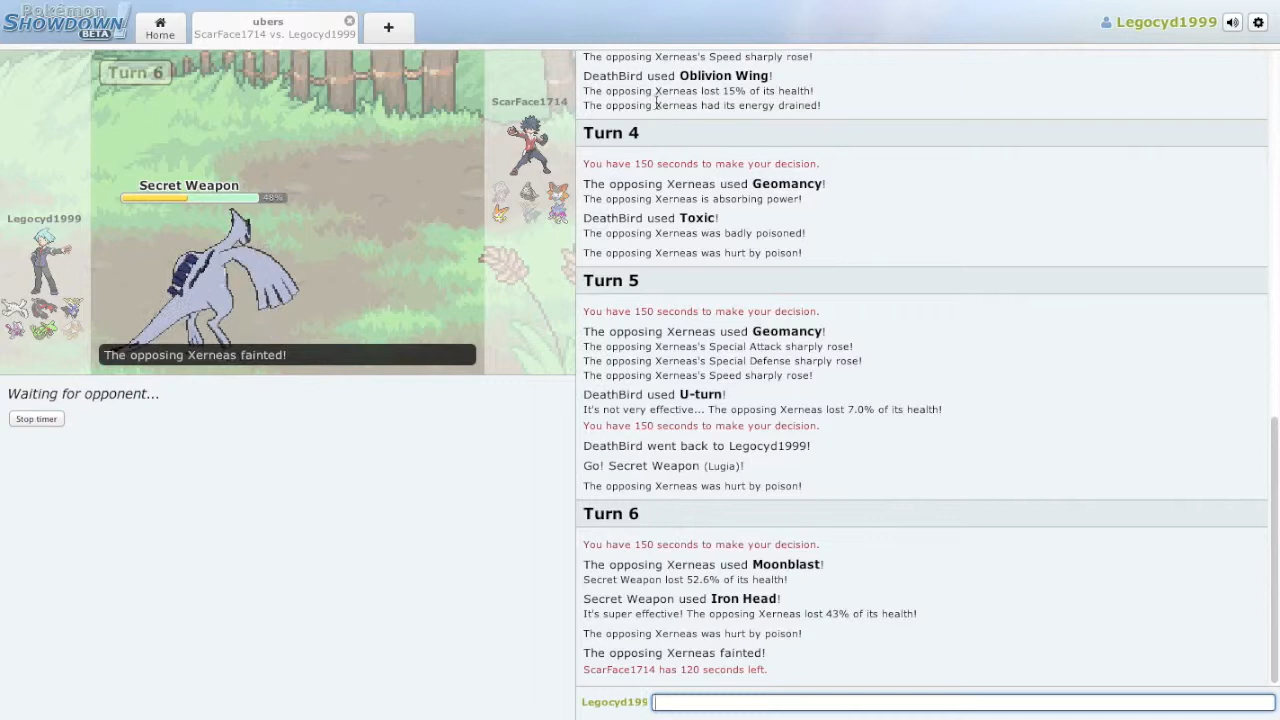 Pokémon
SHOWDOWN
BETA
Home
ubers
ScarFace1714 vs. Legocyd1999
+
Legocyd1999
Turn 6
ScarFace1714
Secret Weapon
48%
Legocyd1999
The opposing Xerneas fainted!
Waiting for opponent...
Stop timer
The opposing Xerneas's Speed sharply rose!
DeathBird used Oblivion Wing!
The opposing Xerneas lost 15% of its health!
The opposing Xerneas had its energy drained!
Turn 4
You have 150 seconds to make your decision.
The opposing Xerneas used Geomancy!
The opposing Xerneas is absorbing power!
DeathBird used Toxic!
The opposing Xerneas was badly poisoned!
The opposing Xerneas was hurt by poison!
Turn 5
You have 150 seconds to make your decision.
The opposing Xerneas used Geomancy!
The opposing Xerneas's Special Attack sharply rose!
The opposing Xerneas's Special Defense sharply rose!
The opposing Xerneas's Speed sharply rose!
DeathBird used U-turn!
It's not very effective... The opposing Xerneas lost 7.0% of its health!
You have 150 seconds to make your decision.
DeathBird went back to Legocyd1999!
Go! Secret Weapon (Lugia)!
The opposing Xerneas was hurt by poison!
Turn 6
You have 150 seconds to make your decision.
The opposing Xerneas used Moonblast!
Secret Weapon lost 52.6% of its health!
Secret Weapon used Iron Head!
It's super effective! The opposing Xerneas lost 43% of its health!
The opposing Xerneas was hurt by poison!
The opposing Xerneas fainted!
ScarFace1714 has 120 seconds left.
Legocyd199